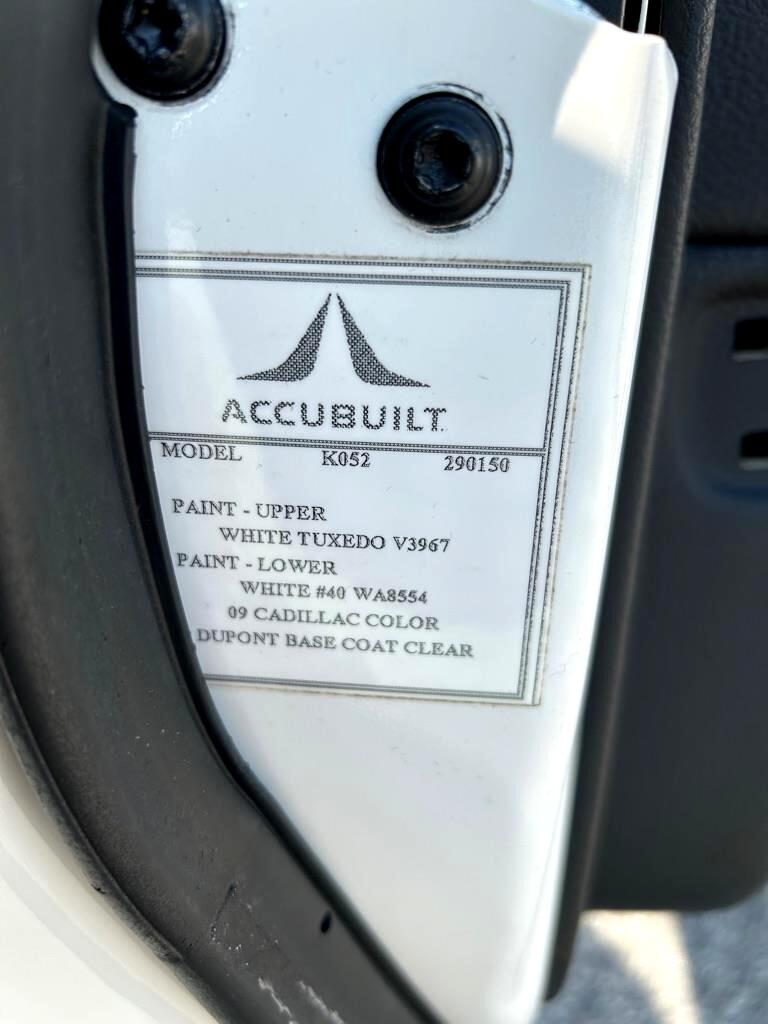 ACCUBUILT
MODEL K052 290150
PAINT - UPPER
WHITE TUXEDO V3967
PAINT - LOWER
WHITE #40 WA8554
09 CADILLAC COLOR
DUPONT BASE COAT CLEAR